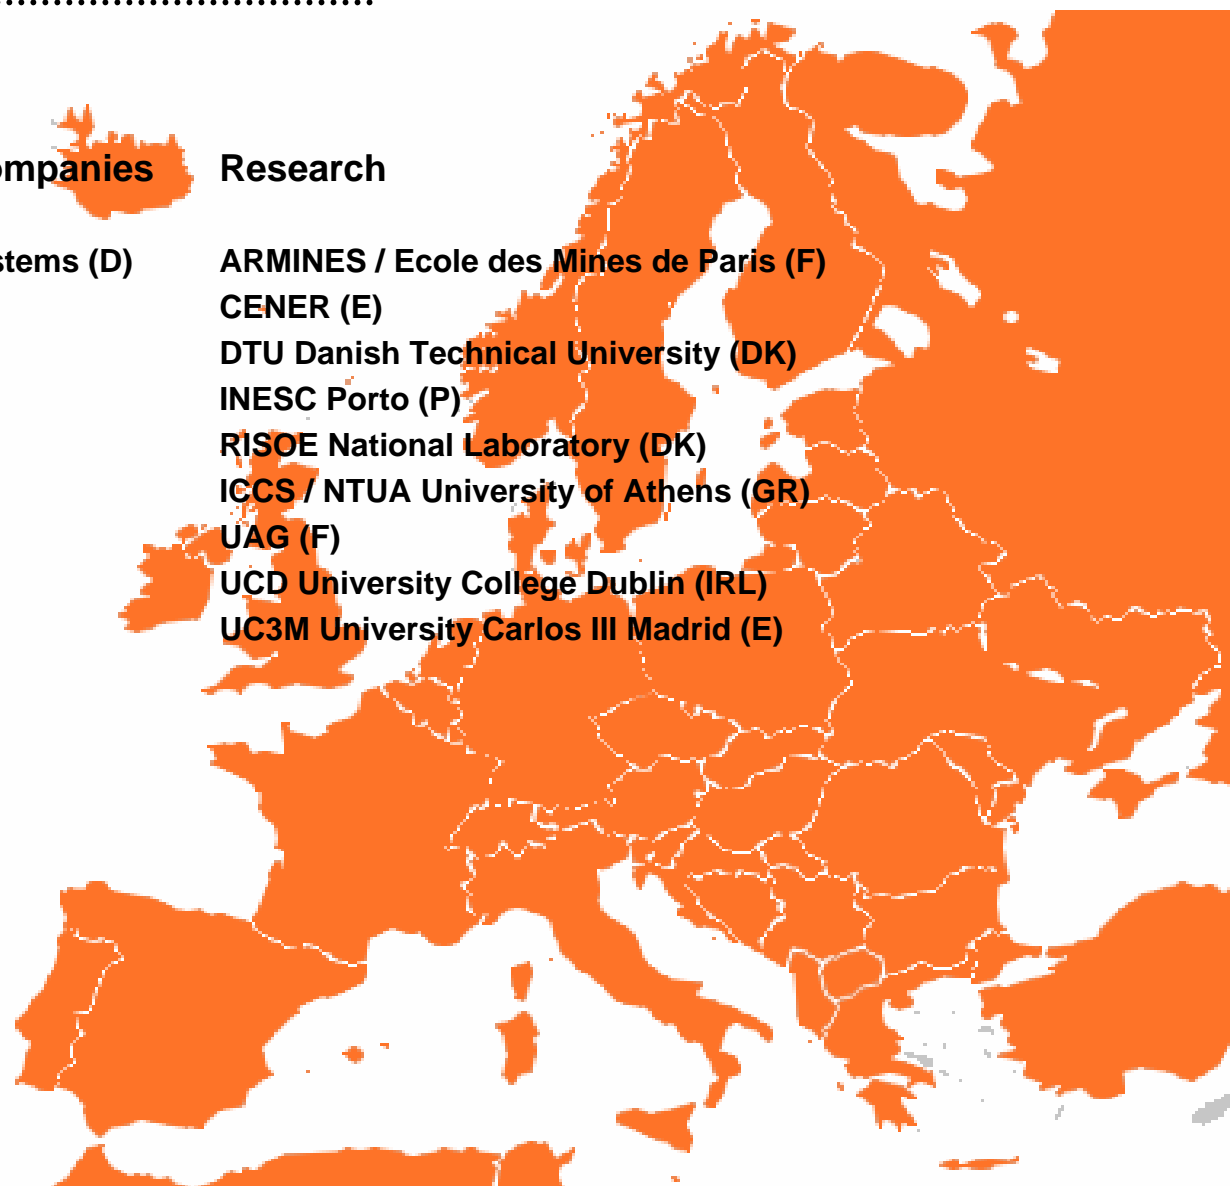 ompanies Research
stems (D) ARMINES / Ecole des Mines de Paris (F)
CENER (E)
DTU Danish Technical University (DK)
INESC Porto (P)
RISOE National Laboratory (DK)
ICCS / NTUA University of Athens (GR)
UAG (F)
UCD University College Dublin (IRL)
UC3M University Carlos III Madrid (E)